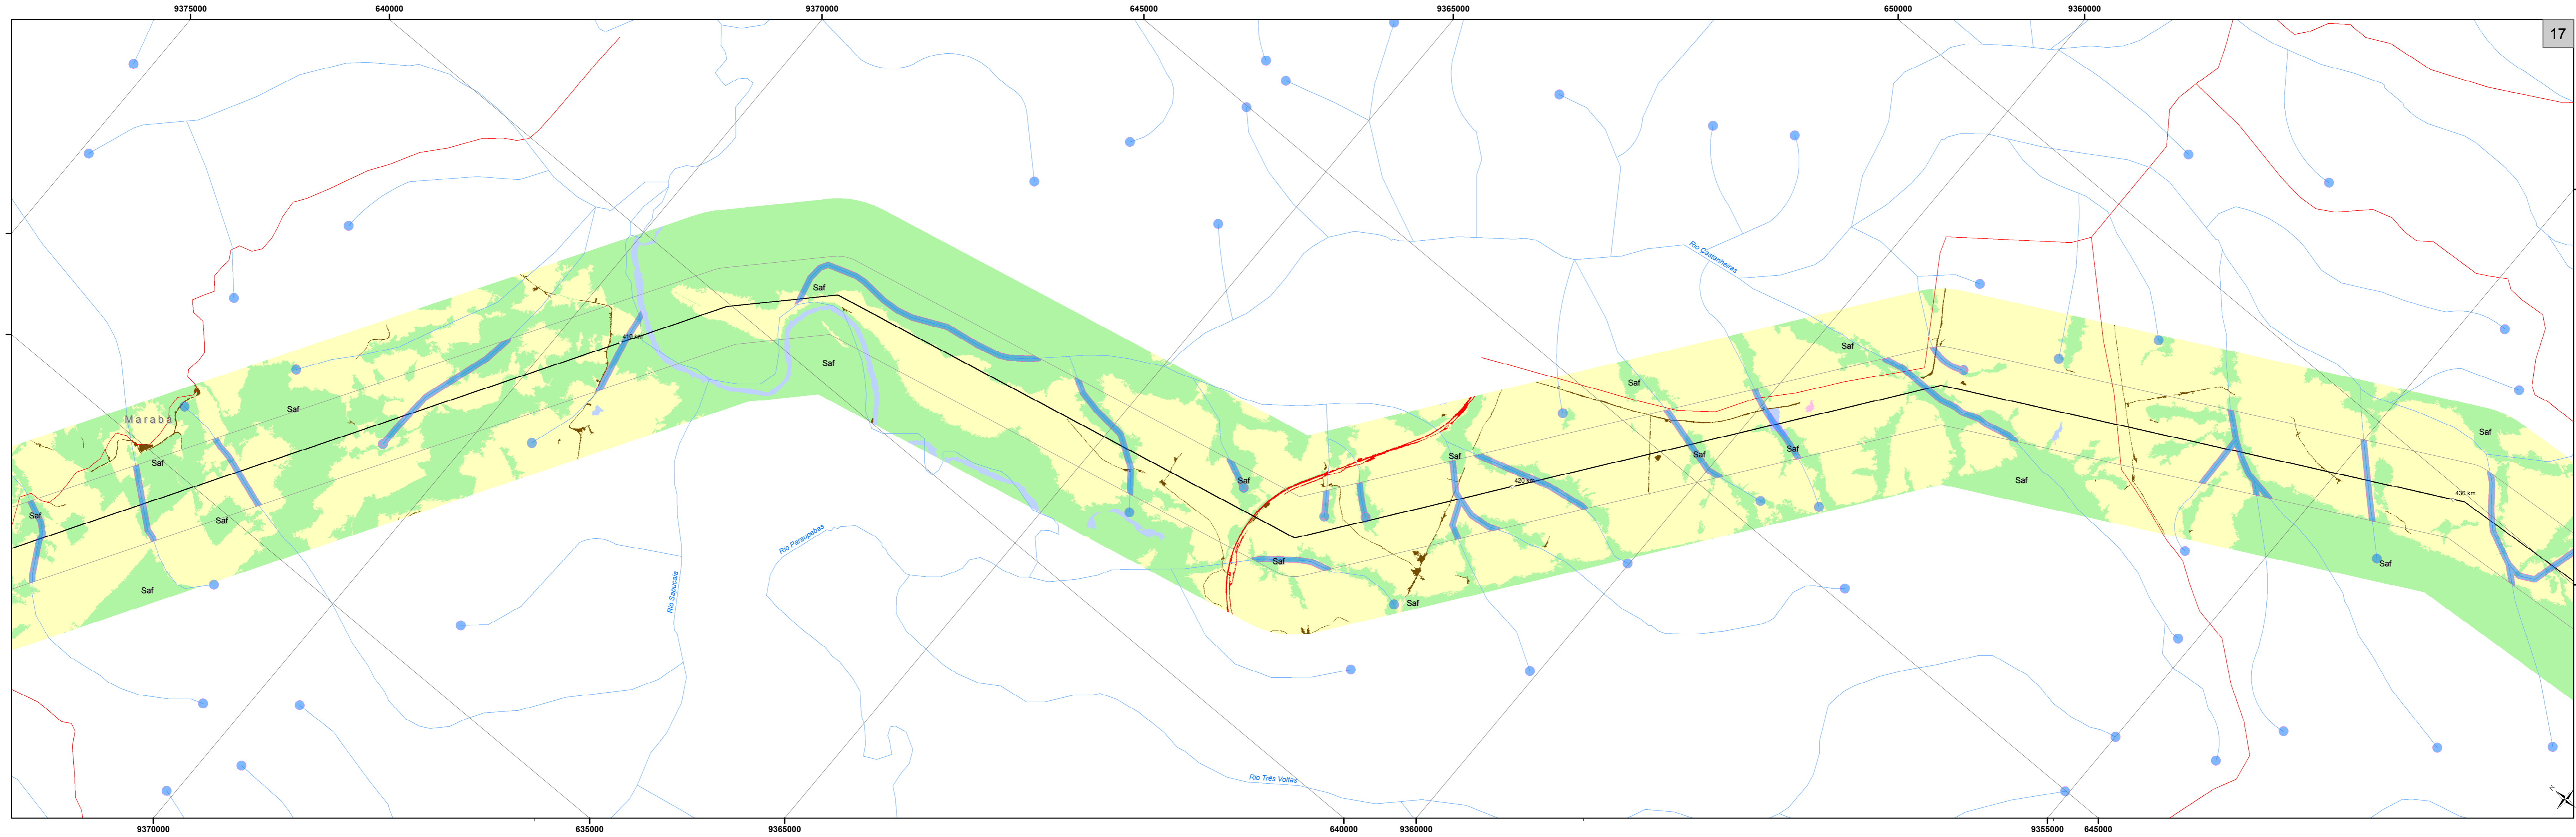 9375000 640000 9370000 645000 9365000 650000 9360000
17
Rio Castanheiras
Saf
410 km
Saf
Saf
Saf
Saf
Marabá
Saf
Saf
Saf
Saf
Saf
Saf
Saf
420 km
Saf
430 km
Saf
Saf
Rio Parauapebas
Saf
Saf
Saf
Saf
Rio Sapucaia
Saf
Rio Três Voltas
N
9370000 635000 9365000 640000 9360000 9355000 645000